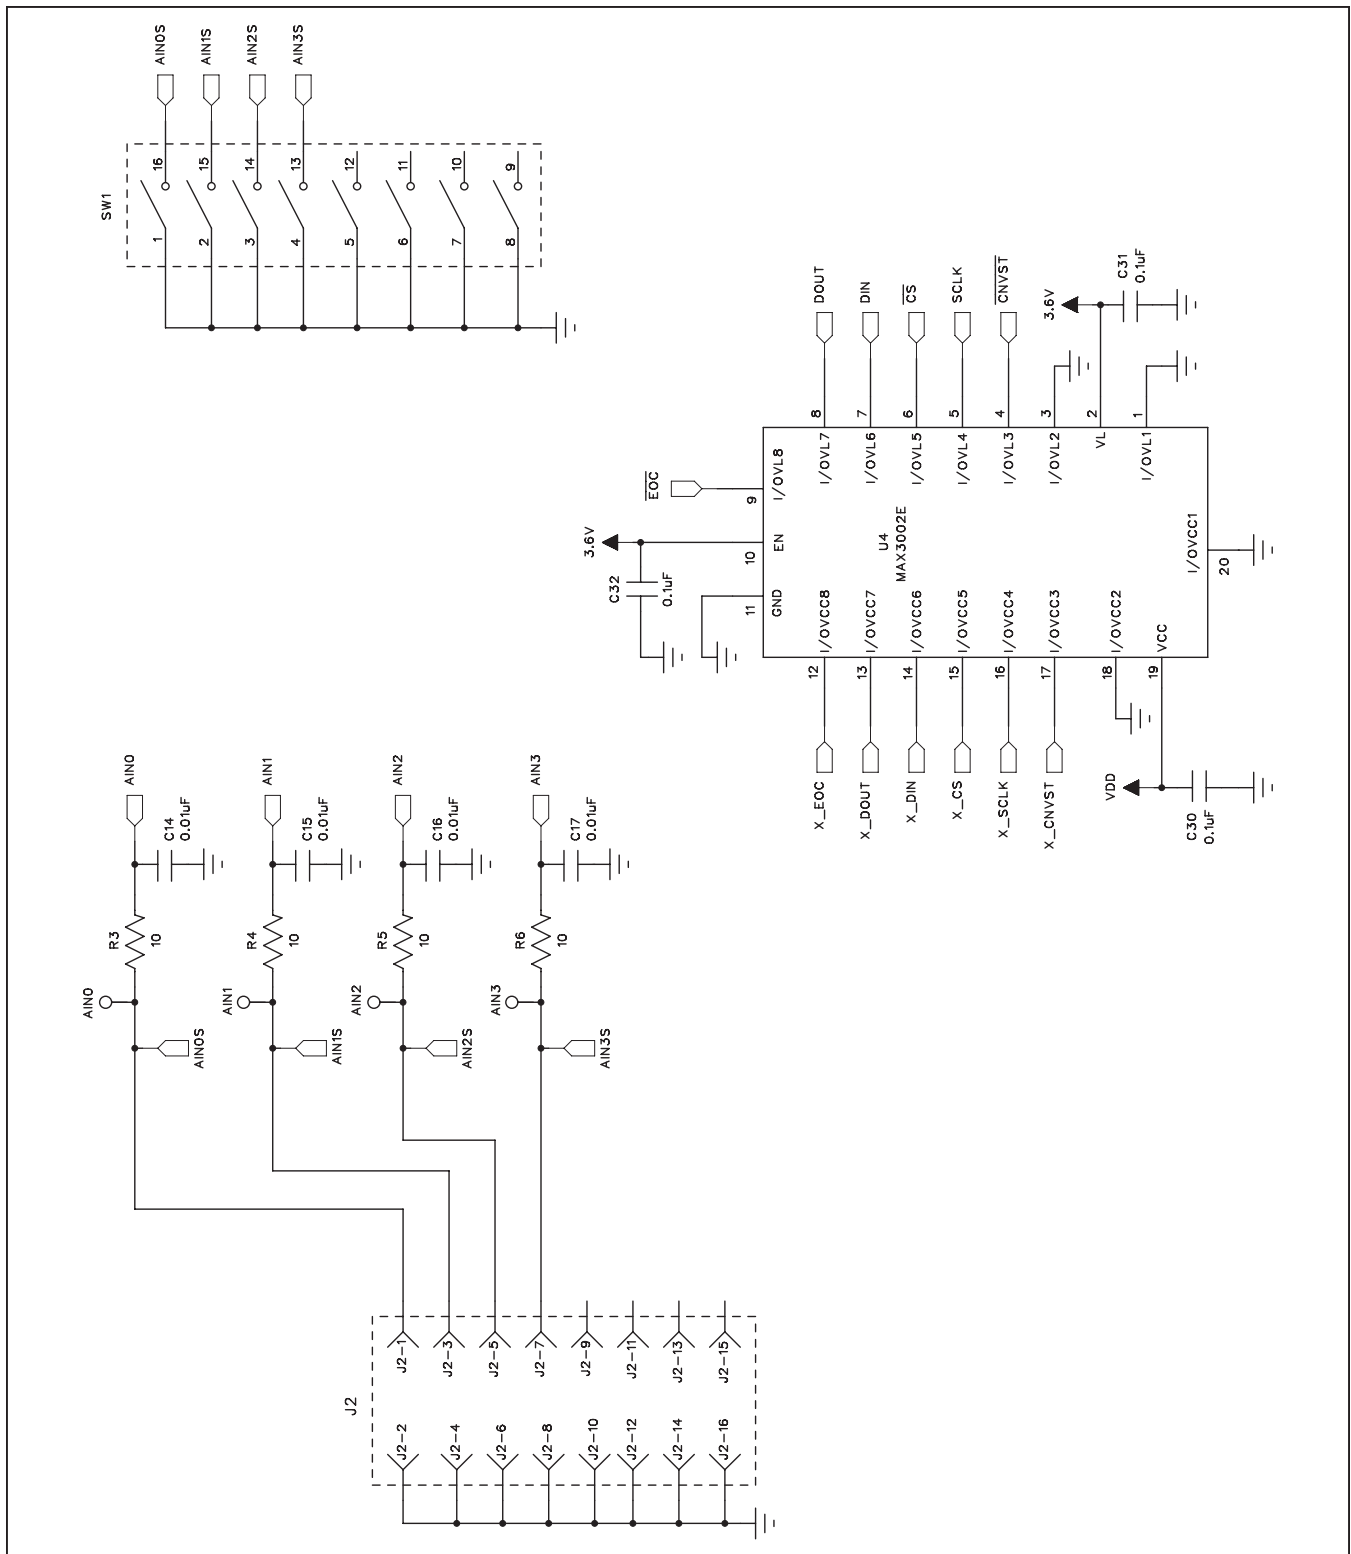 SW1
AIN0S
AIN1S
AIN2S
AIN3S
1
16
2
15
3
14
4
13
5
12
6
11
7
10
8
9
U4
MAX3002E
DOUT
8
I/OVL7
DIN
7
I/OVL6
CS
6
I/OVL5
SCLK
5
I/OVL4
CNVST
4
I/OVL3
3
I/OVL2
3.6V
2
VL
C31
0.1uF
1
I/OVL1
EOC
9
I/OVL8
3.6V
10
EN
C32
0.1uF
11
GND
I/OVCC1
20
X_EOC
12
I/OVCC8
X_DOUT
13
I/OVCC7
X_DIN
14
I/OVCC6
X_CS
15
I/OVCC5
X_SCLK
16
I/OVCC4
X_CNVST
17
I/OVCC3
18
I/OVCC2
VDD
19
VCC
C30
0.1uF
AIN0
C14
0.01uF
R3
10
AIN0
AIN0S
AIN1
C15
0.01uF
R4
10
AIN1
AIN1S
AIN2
C16
0.01uF
R5
10
AIN2
AIN2S
AIN3
C17
0.01uF
R6
10
AIN3
AIN3S
J2
J2-1
J2-2
J2-3
J2-4
J2-5
J2-6
J2-7
J2-8
J2-9
J2-10
J2-11
J2-12
J2-13
J2-14
J2-15
J2-16